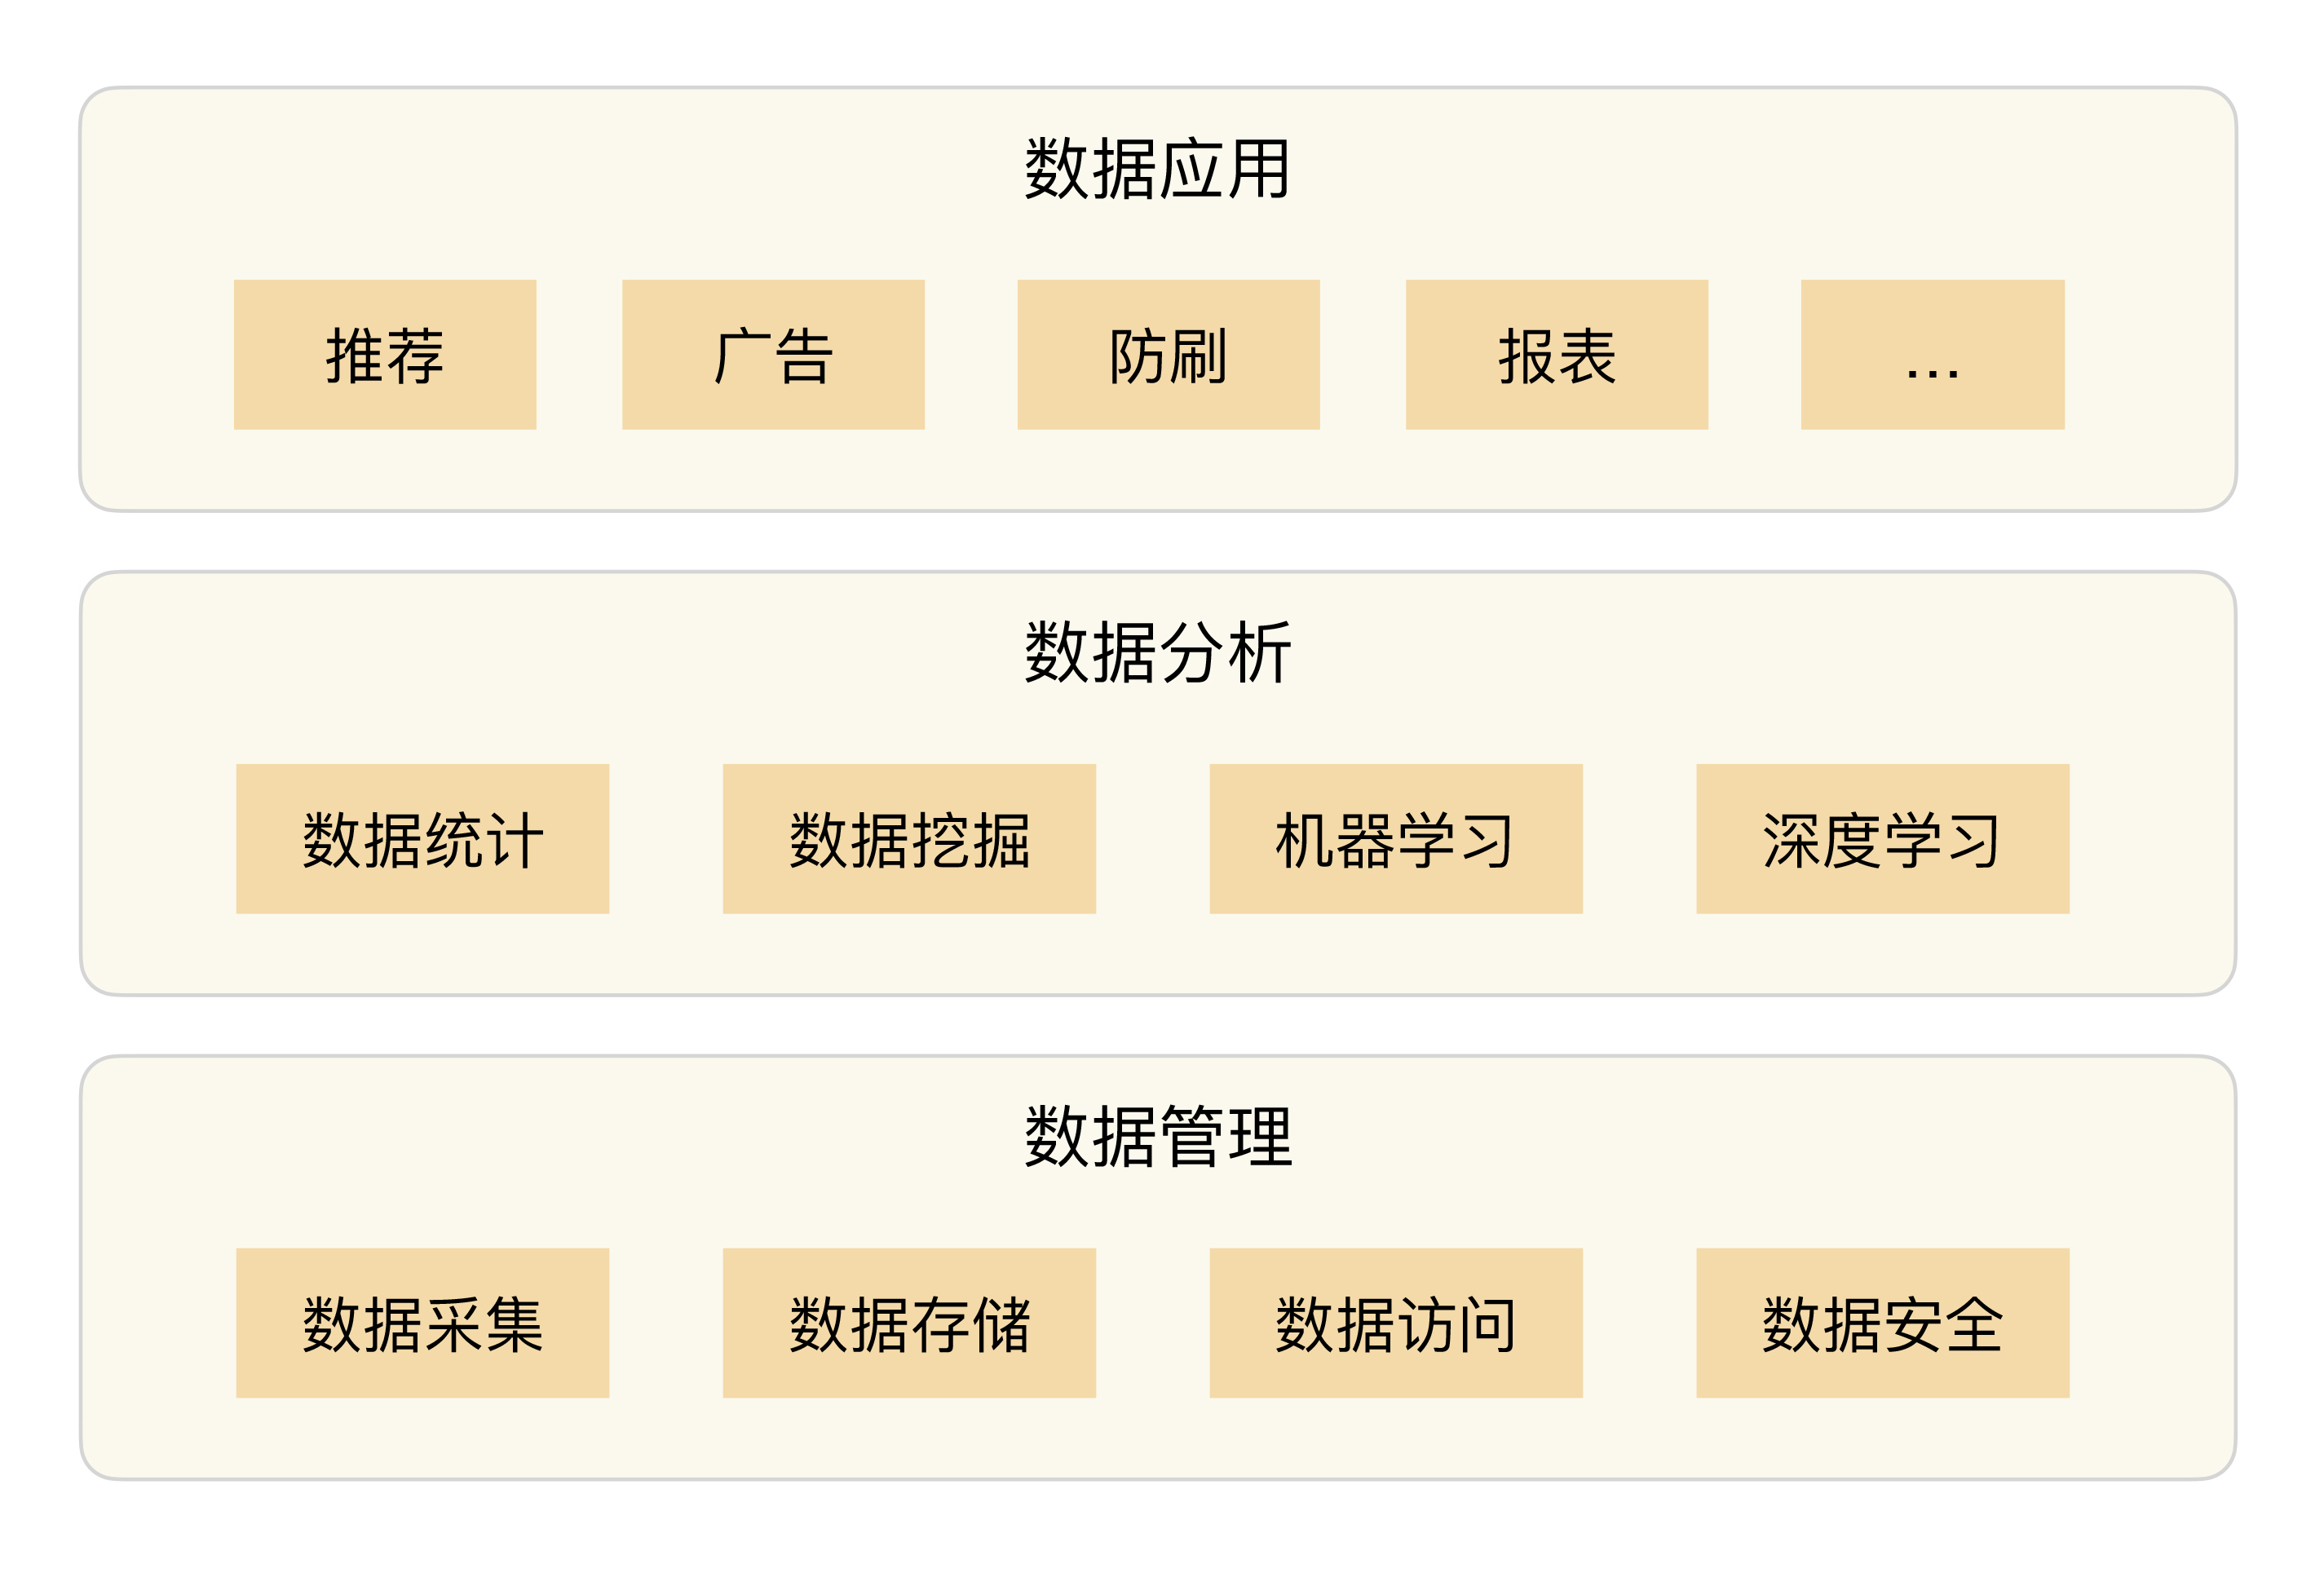 数据应用
推荐 广告 防刷 报表 ...
数据分析
数据统计 数据挖掘 机器学习 深度学习
数据管理
数据采集 数据存储 数据访问 数据安全